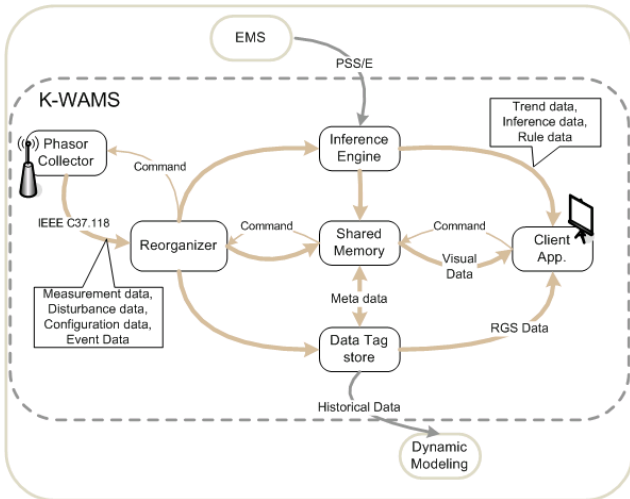 EMS
PSS/E
K-WAMS
Trend data,
Inference data,
Rule data
Phasor
Collector
Command
Inference
Engine
IEEE C37.118
Reorganizer
Command
Shared
Memory
Command
Client
App.
Visual
Data
Measurement data,
Disturbance data,
Configuration data,
Event Data
Meta data
Data Tag
store
RGS Data
Historical Data
Dynamic
Modeling